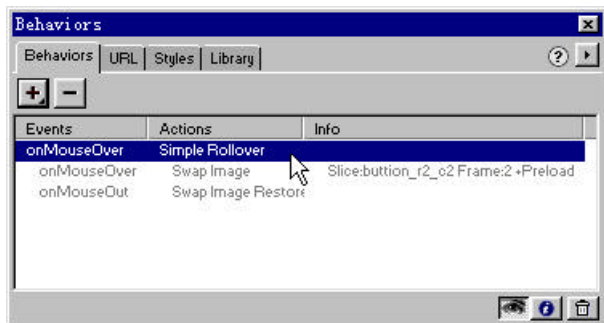 Behaviors
Behaviors URL Styles Library ?
Events Actions Info
onMouseOver Simple Rollover
onMouseOver Swap Image Slice:buttion_r2_c2 Frame:2 +Preload
onMouseOut Swap Image Restore